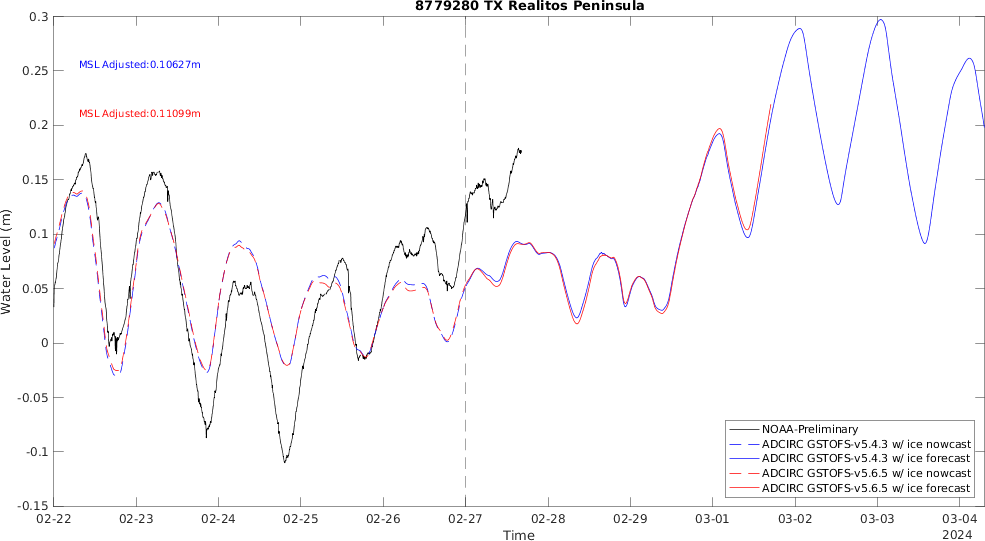 8779280 TX Realitos Peninsula
0.3
0.25
0.2
0.15
0.1
0.05
0
-0.05
-0.1
-0.15
Water Level (m)
MSL Adjusted:0.10627m
MSL Adjusted:0.11099m
NOAA-Preliminary
ADCIRC GSTOFS-v5.4.3 w/ ice nowcast
ADCIRC GSTOFS-v5.4.3 w/ ice forecast
ADCIRC GSTOFS-v5.6.5 w/ ice nowcast
ADCIRC GSTOFS-v5.6.5 w/ ice forecast
02-22 02-23 02-24 02-25 02-26 02-27 02-28 02-29 03-01 03-02 03-03 03-04
Time
2024